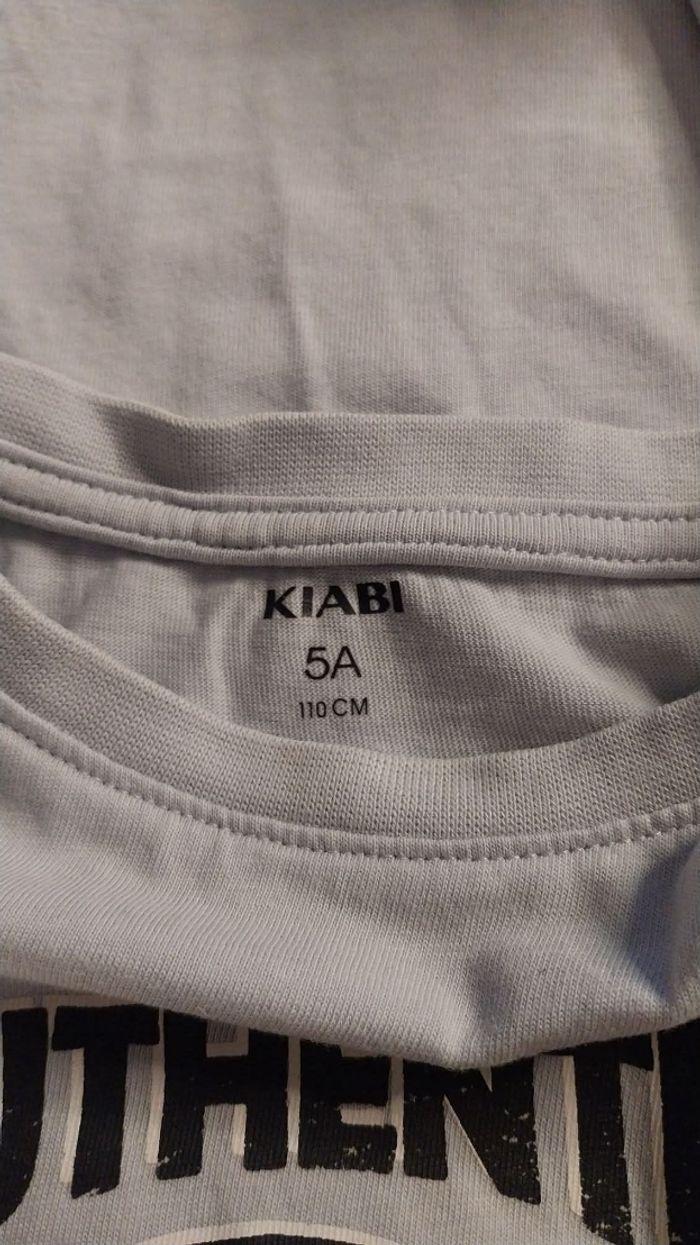 KIABI
5A
110 CM
UTHENT